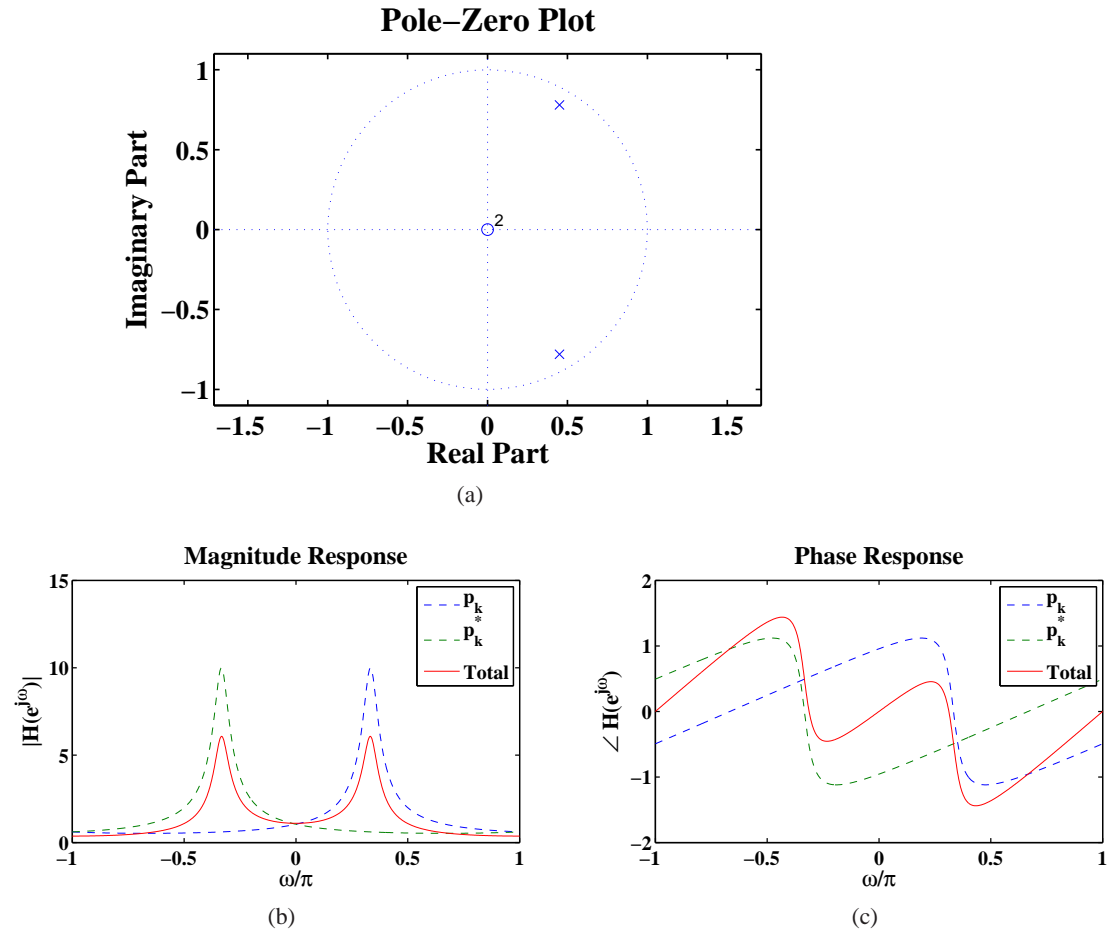 Pole−Zero Plot
Imaginary Part
1
0.5
0
−0.5
−1
2
−1.5 −1 −0.5 0 0.5 1 1.5
Real Part
(a)
Magnitude Response
|H(e^{jω})|
15
10
5
0
p_k
p_k^*
Total
−1 −0.5 0 0.5 1
ω/π
(b)
Phase Response
∠ H(e^{jω})
2
1
0
−1
−2
p_k
p_k^*
Total
−1 −0.5 0 0.5 1
ω/π
(c)